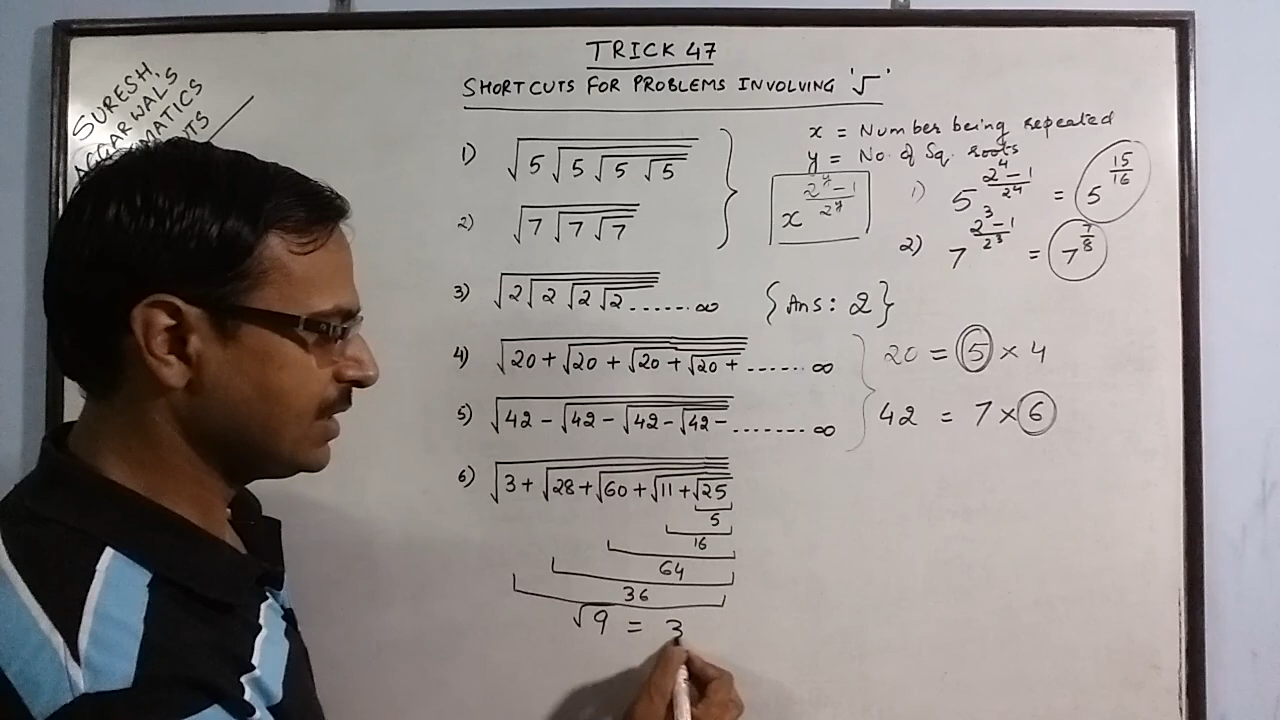 TRICK 47
SHORTCUTS FOR PROBLEMS INVOLVING '√'
SURESH
AGGARWAL'S
1) √5√5√5√5
2) √7√7√7
x^((2^y-1)/2^y)
x = Number being repeated
y = No. of Sq. roots
1) 5^((2^4-1)/2^4) = 5^(15/16)
2) 7^((2^3-1)/2^3) = 7^(7/8)
3) √2√2√2√2......∞ {Ans: 2}
4) √20+√20+√20+√20+......∞ 20 = 5 × 4
5) √42-√42-√42-√42-.......∞ 42 = 7 × 6
6) √3+√28+√60+√11+√25
5
16
64
36
√9 = 3